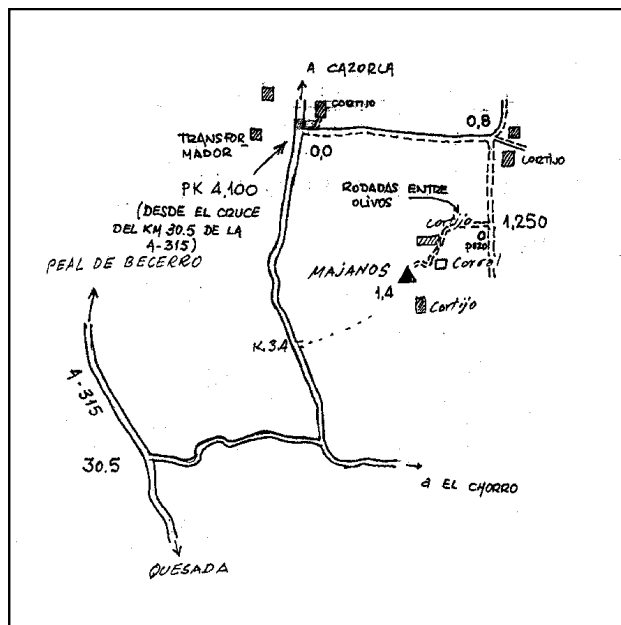 A CAZORLA
CORTIJO
TRANSFOR-
MADOR
0,0
0,8
CORTIJO
PK 4,100
(DESDE EL CRUCE
DEL KM 30.5 DE LA
A-315)
RODADAS ENTRE
OLIVOS
Cortijo
1,250
pozo
PEAL DE BECERRO
MAJANOS
Corral
1,4
Cortijo
K.3.4
A-315
30.5
a EL CHORRO
QUESADA